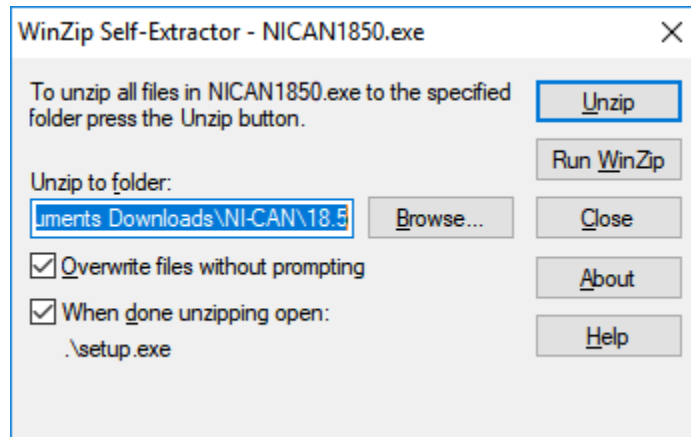 WinZip Self-Extractor - NICAN1850.exe
To unzip all files in NICAN1850.exe to the specified
folder press the Unzip button.
Unzip
Run WinZip
Unzip to folder:
uments Downloads\NI-CAN\18.5
Browse...
Close
Overwrite files without prompting
About
When done unzipping open:
.\setup.exe
Help